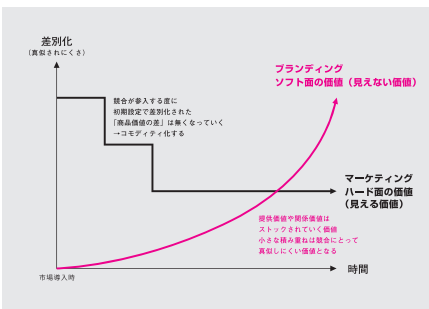 差別化
（真似されにくさ）
ブランディング
ソフト面の価値（見えない価値）
競合が参入する度に
初期設定で差別化された
「商品価値の差」は無くなっていく
→コモディティ化する
マーケティング
ハード面の価値
（見える価値）
提供価値や関係価値は
ストックされていく価値
小さな積み重ねは競合にとって
真似しにくい価値となる
時間
市場導入時